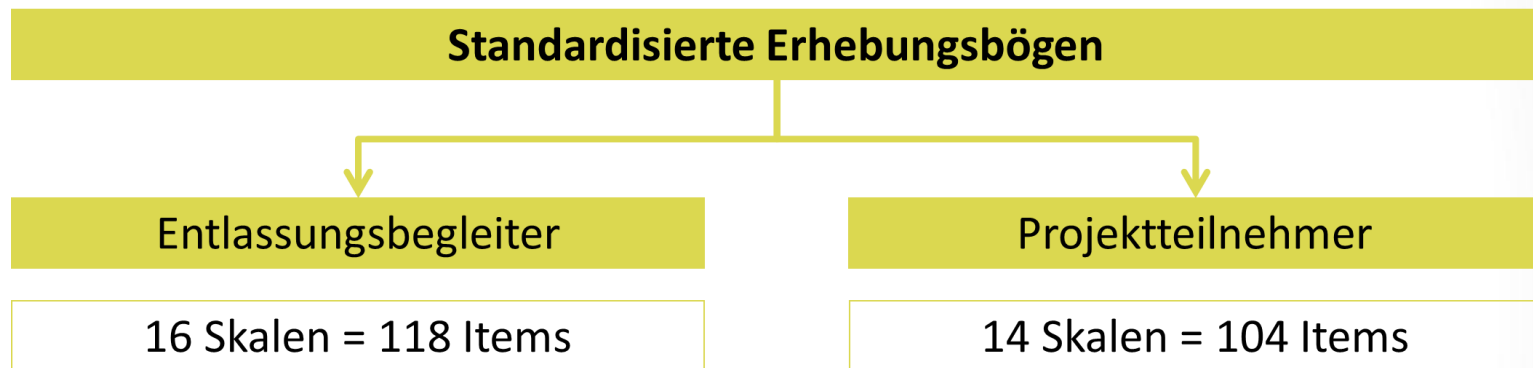 Standardisierte Erhebungsbögen
Entlassungsbegleiter
Projektteilnehmer
16 Skalen = 118 Items
14 Skalen = 104 Items